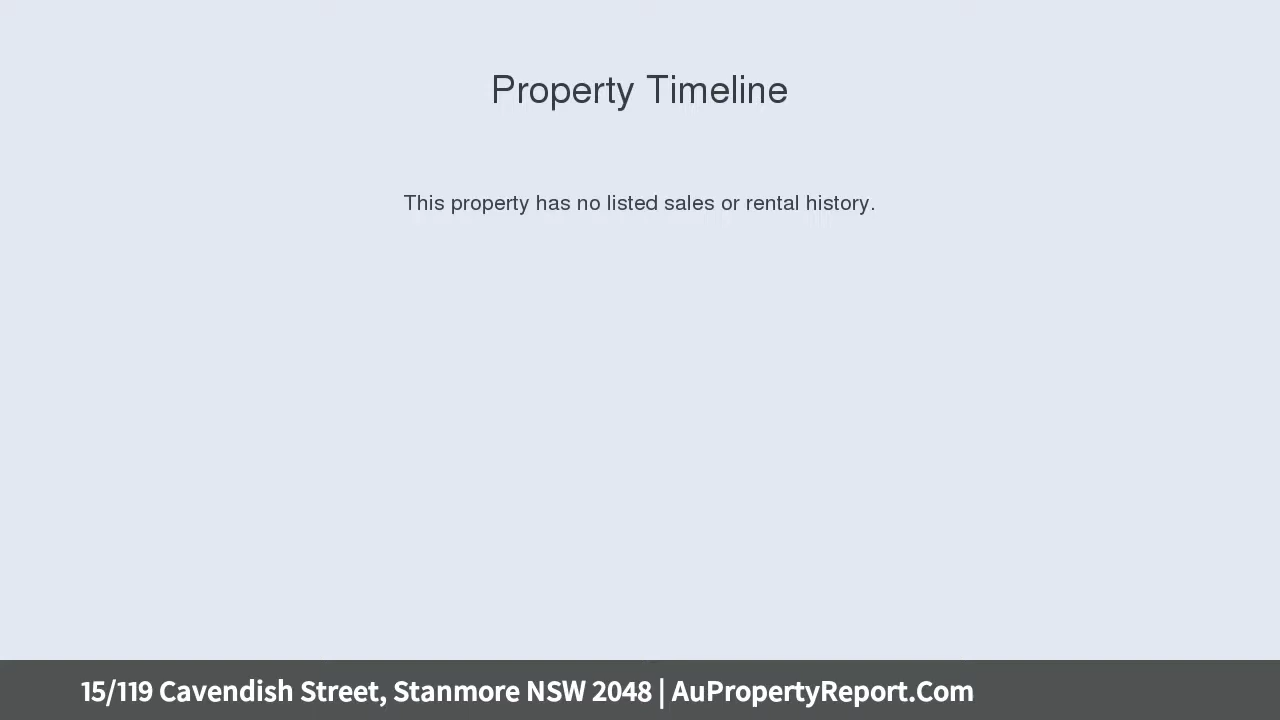 Property Timeline
This property has no listed sales or rental history.
15/119 Cavendish Street, Stanmore NSW 2048 | AuPropertyReport.Com